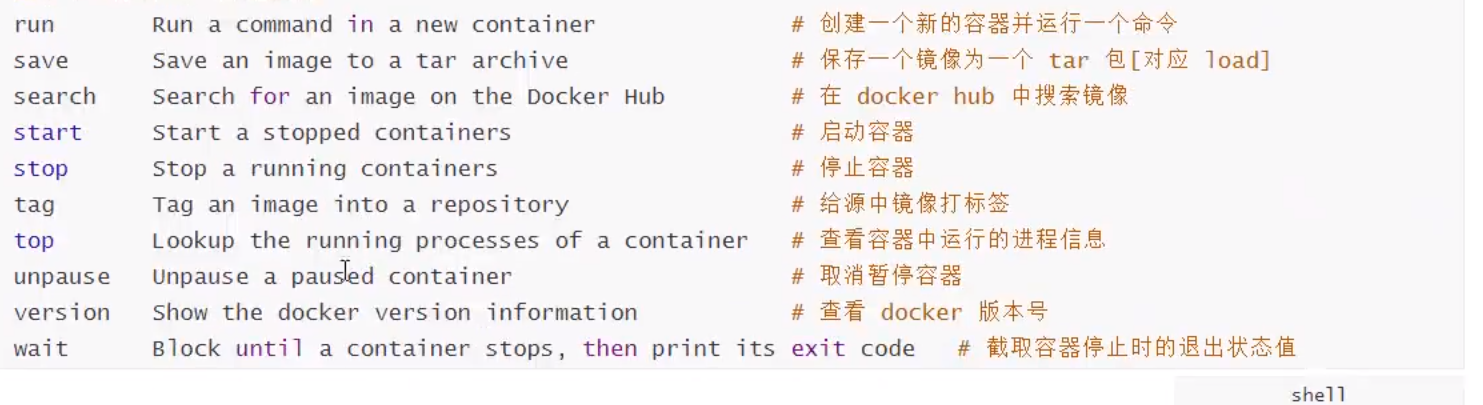 run Run a command in a new container # 创建一个新的容器并运行一个命令
save Save an image to a tar archive # 保存一个镜像为一个 tar 包[对应 load]
search Search for an image on the Docker Hub # 在 docker hub 中搜索镜像
start Start a stopped containers # 启动容器
stop Stop a running containers # 停止容器
tag Tag an image into a repository # 给源中镜像打标签
top Lookup the running processes of a container # 查看容器中运行的进程信息
unpause Unpause a paused container # 取消暂停容器
version Show the docker version information # 查看 docker 版本号
wait Block until a container stops, then print its exit code # 截取容器停止时的退出状态值
shell